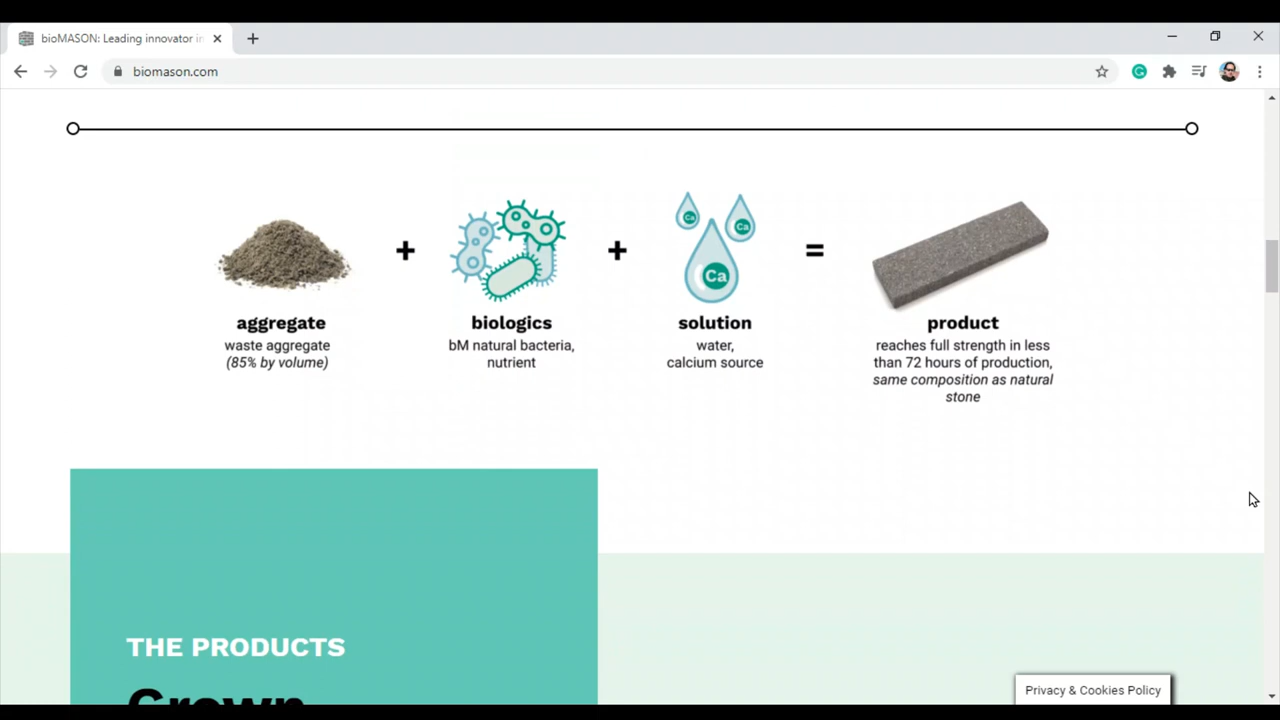 bioMASON: Leading innovator in
biomason.com
Ca
Ca
Ca
+
+
=
aggregate
waste aggregate
(85% by volume)
biologics
bM natural bacteria,
nutrient
solution
water,
calcium source
product
reaches full strength in less
than 72 hours of production,
same composition as natural
stone
THE PRODUCTS
Grown
Privacy & Cookies Policy